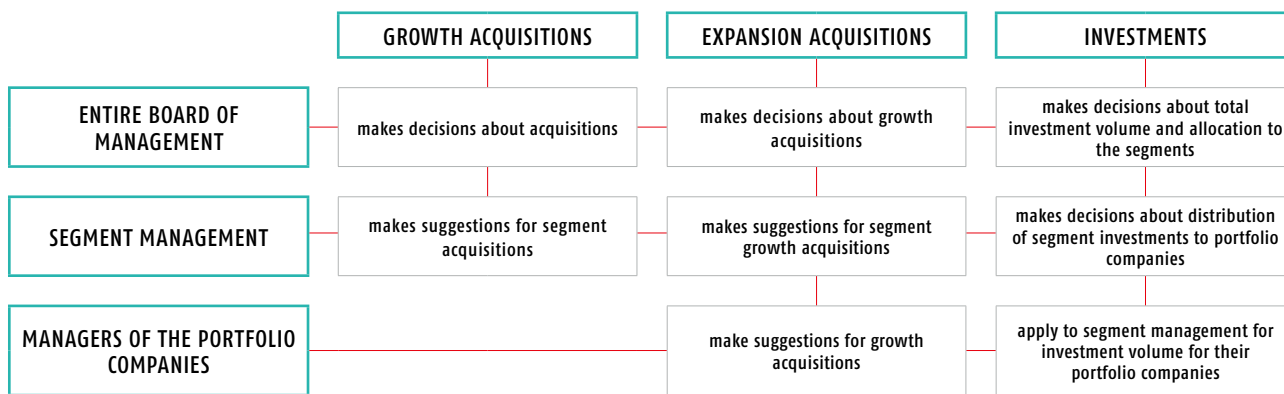 GROWTH ACQUISITIONS
EXPANSION ACQUISITIONS
INVESTMENTS
ENTIRE BOARD OF
MANAGEMENT
makes decisions about acquisitions
makes decisions about growth
acquisitions
makes decisions about total
investment volume and allocation to
the segments
SEGMENT MANAGEMENT
makes suggestions for segment
acquisitions
makes suggestions for segment
growth acquisitions
makes decisions about distribution
of segment investments to portfolio
companies
MANAGERS OF THE PORTFOLIO
COMPANIES
make suggestions for growth
acquisitions
apply to segment management for
investment volume for their
portfolio companies